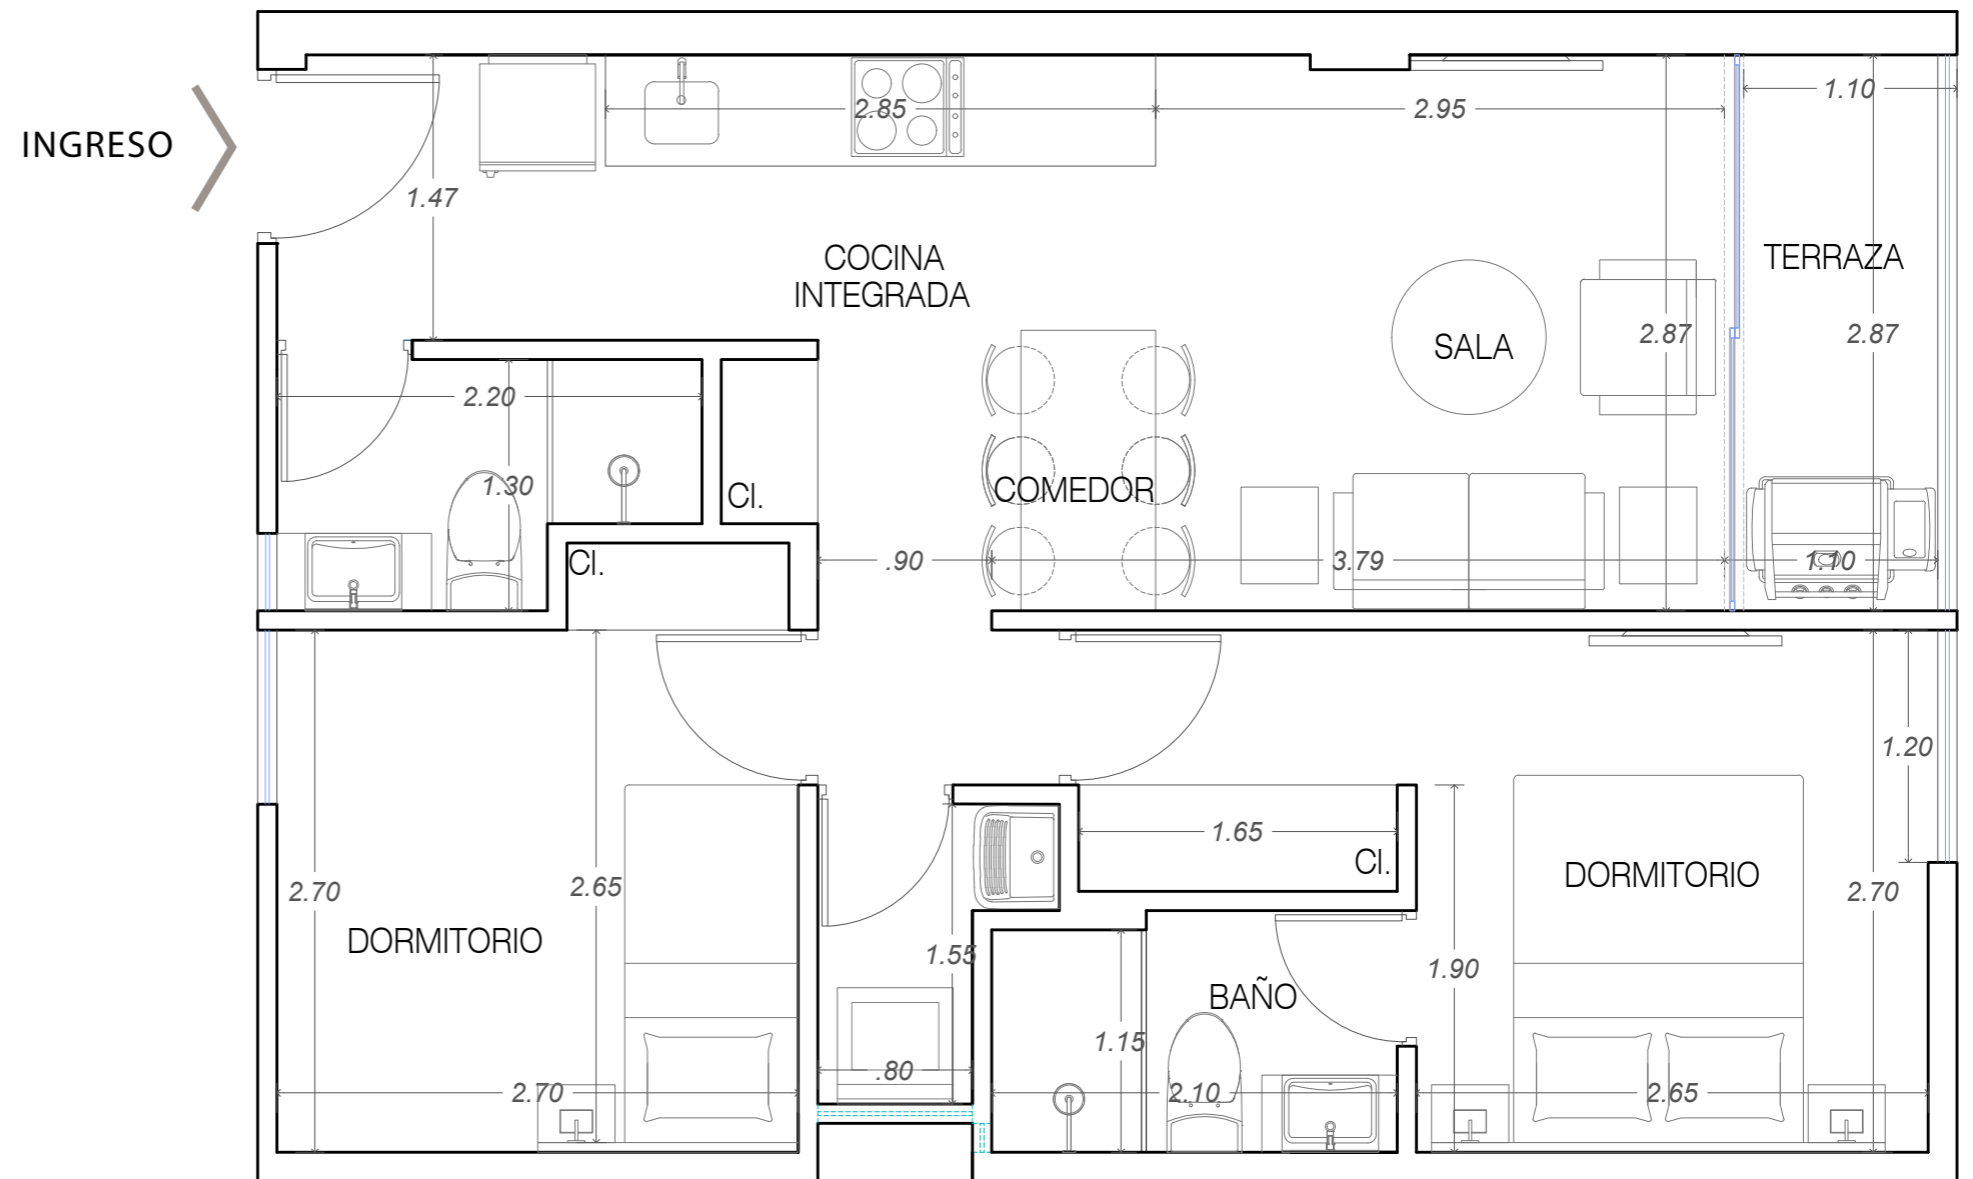 1.10
2.85
2.95
INGRESO
1.47
COCINA
INTEGRADA
TERRAZA
2.87
2.87
SALA
2.20
1.30
Cl.
COMEDOR
Cl.
.90
3.79
1.10
1.20
1.65
Cl.
DORMITORIO
2.70
2.65
2.70
DORMITORIO
1.55
1.90
BAÑO
1.15
.80
2.70
2.10
2.65